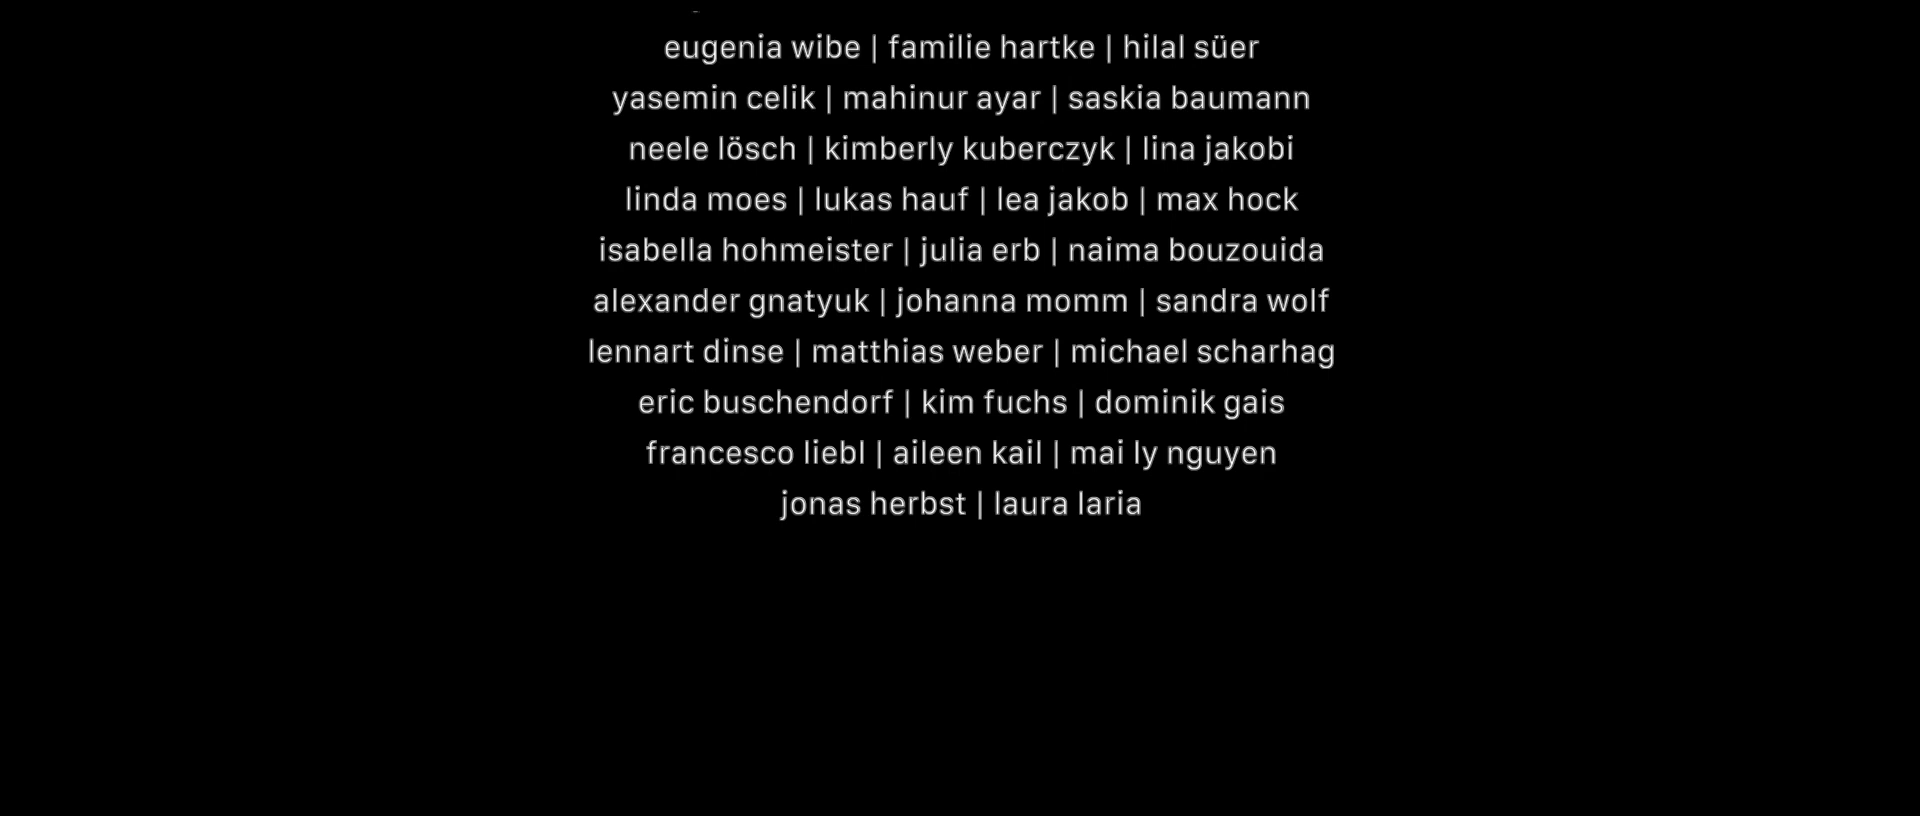 eugenia wibe | familie hartke | hilal süer
yasemin celik | mahinur ayar | saskia baumann
neele lösch | kimberly kuberczyk | lina jakobi
linda moes | lukas hauf | lea jakob | max hock
isabella hohmeister | julia erb | naima bouzouida
alexander gnatyuk | johanna momm | sandra wolf
lennart dinse | matthias weber | michael scharhag
eric buschendorf | kim fuchs | dominik gais
francesco liebl | aileen kail | mai ly nguyen
jonas herbst | laura laria